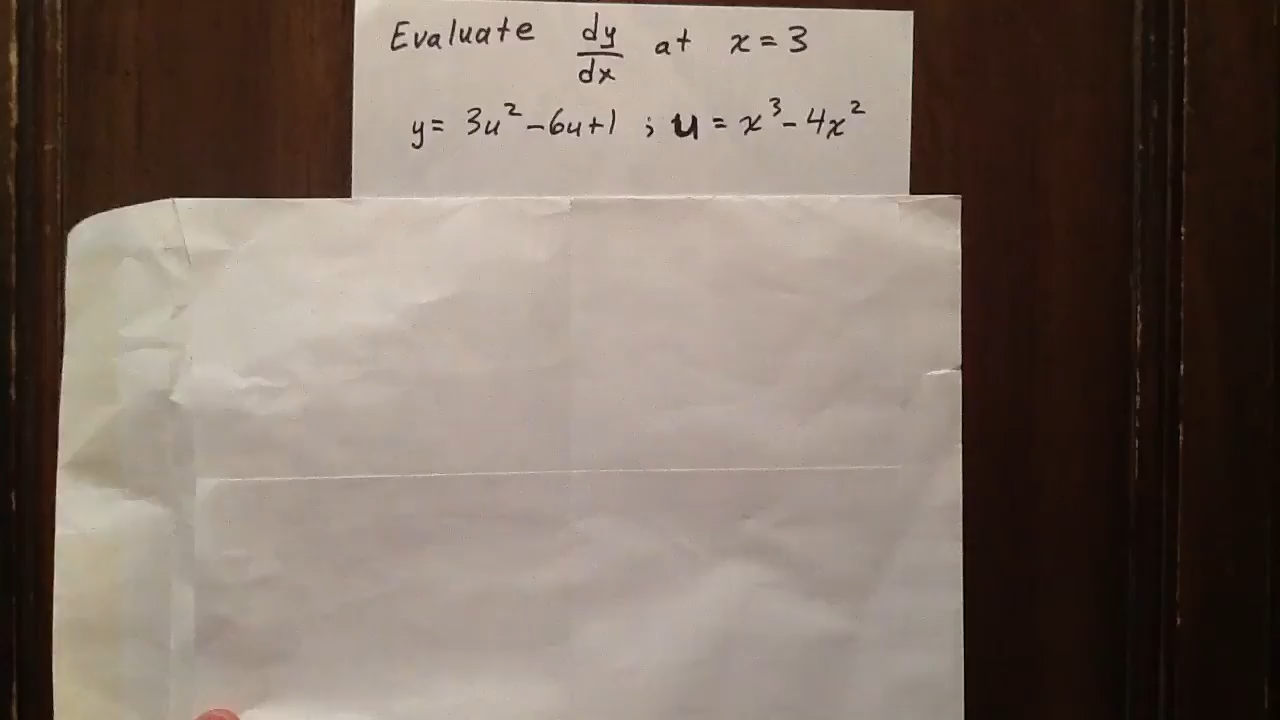 Evaluate dy/dx at x = 3
y = 3u² - 6u + 1 ; u = x³ - 4x²